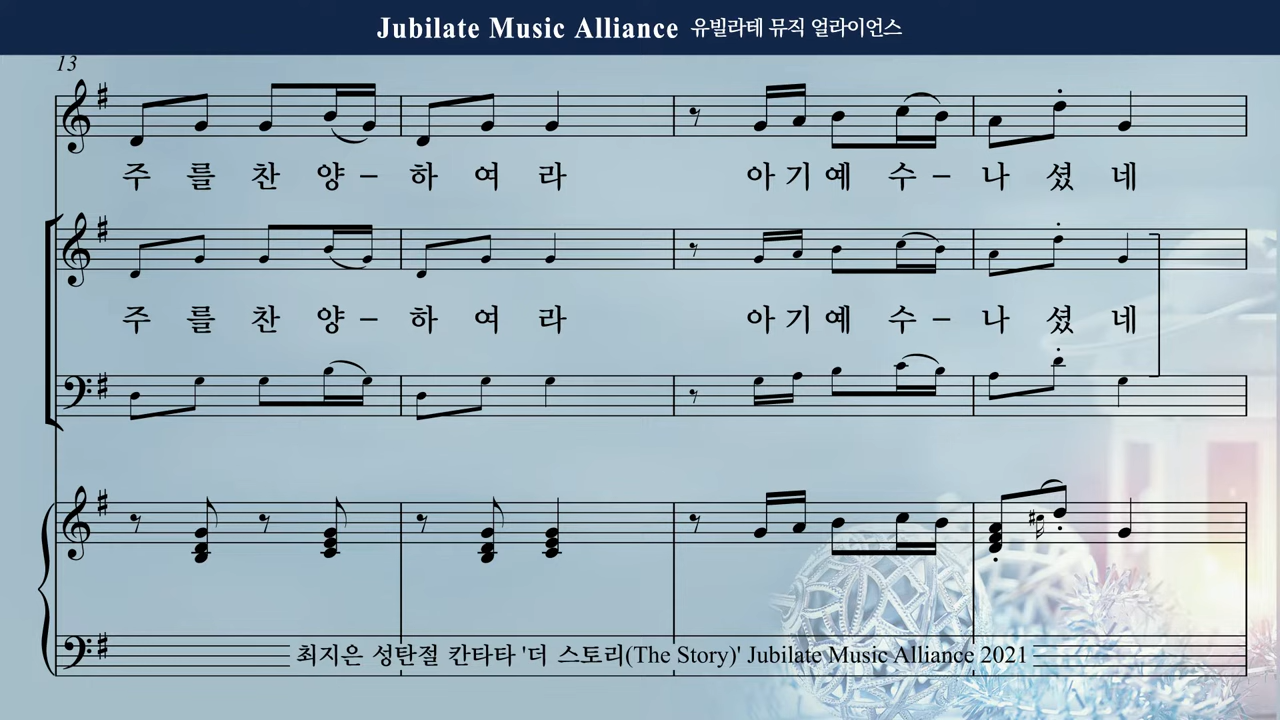 Jubilate Music Alliance 유빌라테 뮤직 얼라이언스
13
주 를 찬 양 – 하 여 라 아 기 예 수 – 나 셨 네
주 를 찬 양 – 하 여 라 아 기 예 수 – 나 셨 네
최지은 성탄절 칸타타 '더 스토리(The Story)' Jubilate Music Alliance 2021